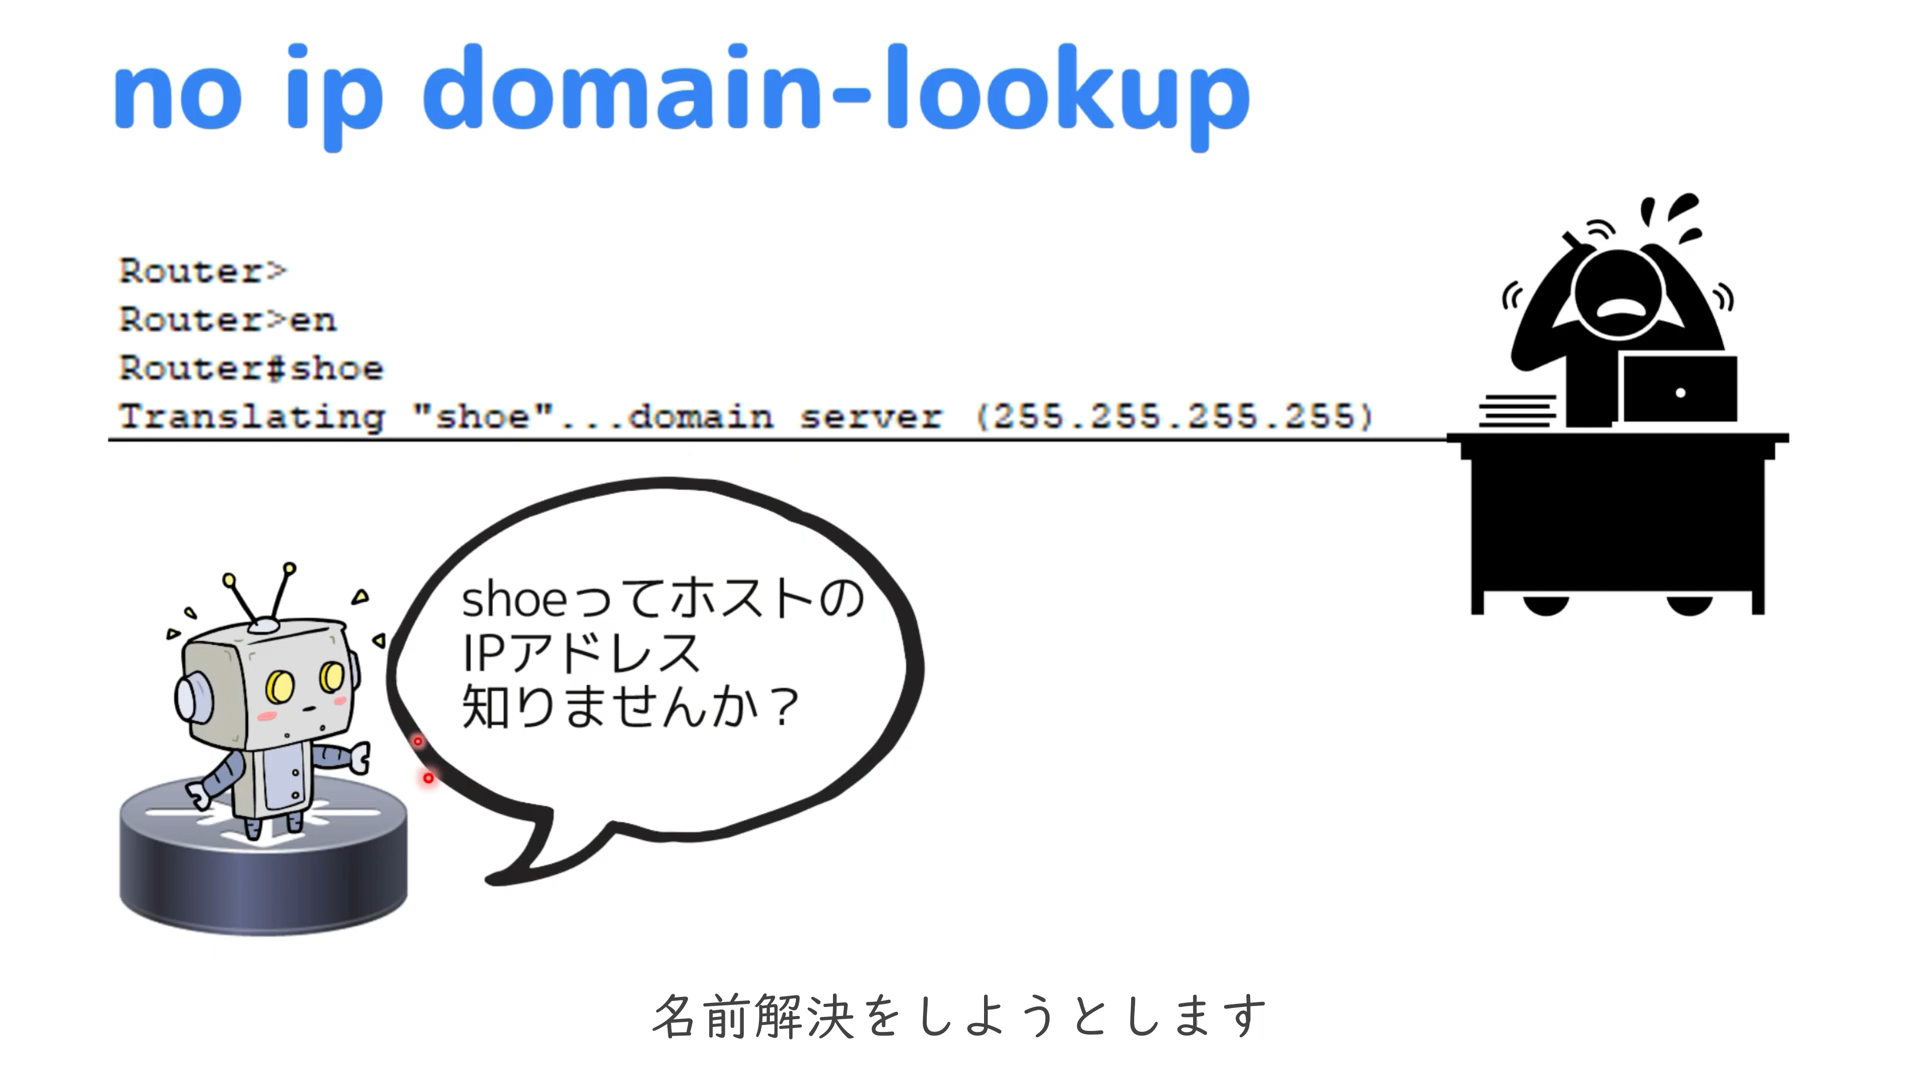 no ip domain-lookup
Router>
Router>en
Router#shoe
Translating "shoe"...domain server (255.255.255.255)
shoeってホストの
IPアドレス
知りませんか？
名前解決をしようとします